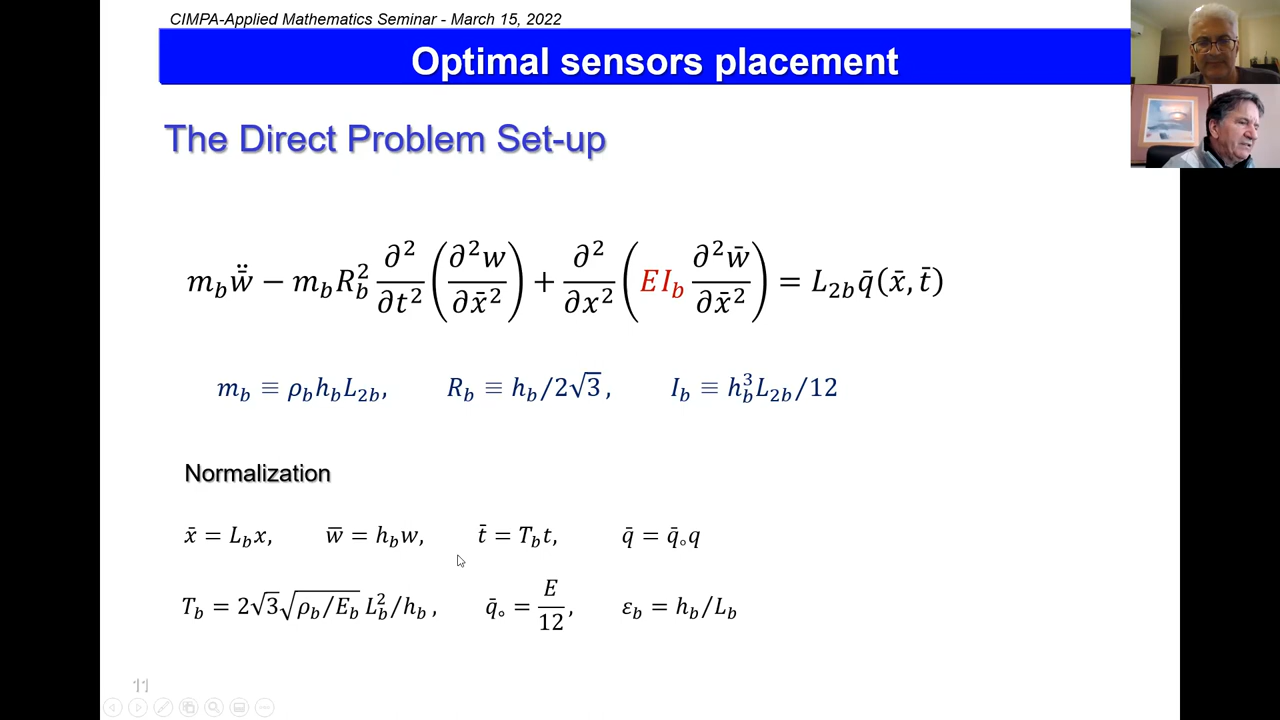 CIMPA-Applied Mathematics Seminar - March 15, 2022
Optimal sensors placement
The Direct Problem Set-up
m_b ẅ̄ − m_b R_b^2 ∂²/∂t² (∂²w/∂x̄²) + ∂²/∂x² (EI_b ∂²w̄/∂x̄²) = L_{2b} q̄(x̄, t̄)
m_b ≡ ρ_b h_b L_{2b}, R_b ≡ h_b/2√3, I_b ≡ h_b^3 L_{2b}/12
Normalization
x̄ = L_b x, w̄ = h_b w, t̄ = T_b t, q̄ = q̄_∘ q
T_b = 2√3 √(ρ_b/E_b) L_b^2/h_b, q̄_∘ = E/12, ε_b = h_b/L_b
11